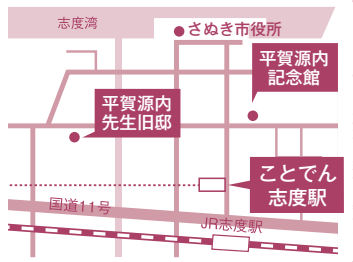 志度湾
さぬき市役所
平賀源内
記念館
平賀源内
先生旧邸
ことでん
志度駅
国道11号
JR志度駅